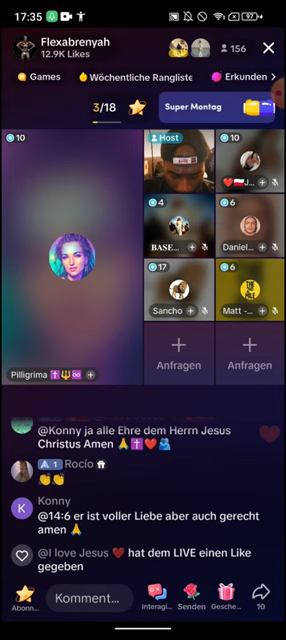 17:35
97
Flexabrenyah
12.9K Likes
156
Games
Wöchentliche Rangliste
Erkunden
3/18
Super Montag
10
Host
10
❤️🇵🇱J...
4
BASE...
6
Daniel...
17
Sancho
6
Matt -...
Pilligrima ✝️🔱♾️
Anfragen
Anfragen
@Konny ja alle Ehre dem Herrn Jesus
Christus Amen 🙏✝️❤️🫂
1 Rocío
👏👏
K
Konny
@14:6 er ist voller Liebe aber auch gerecht
amen 🙏
@I love Jesus ❤️ hat dem LIVE einen Like
gegeben
Abonn...
Komment...
Interagi...
Senden
Gesche...
10